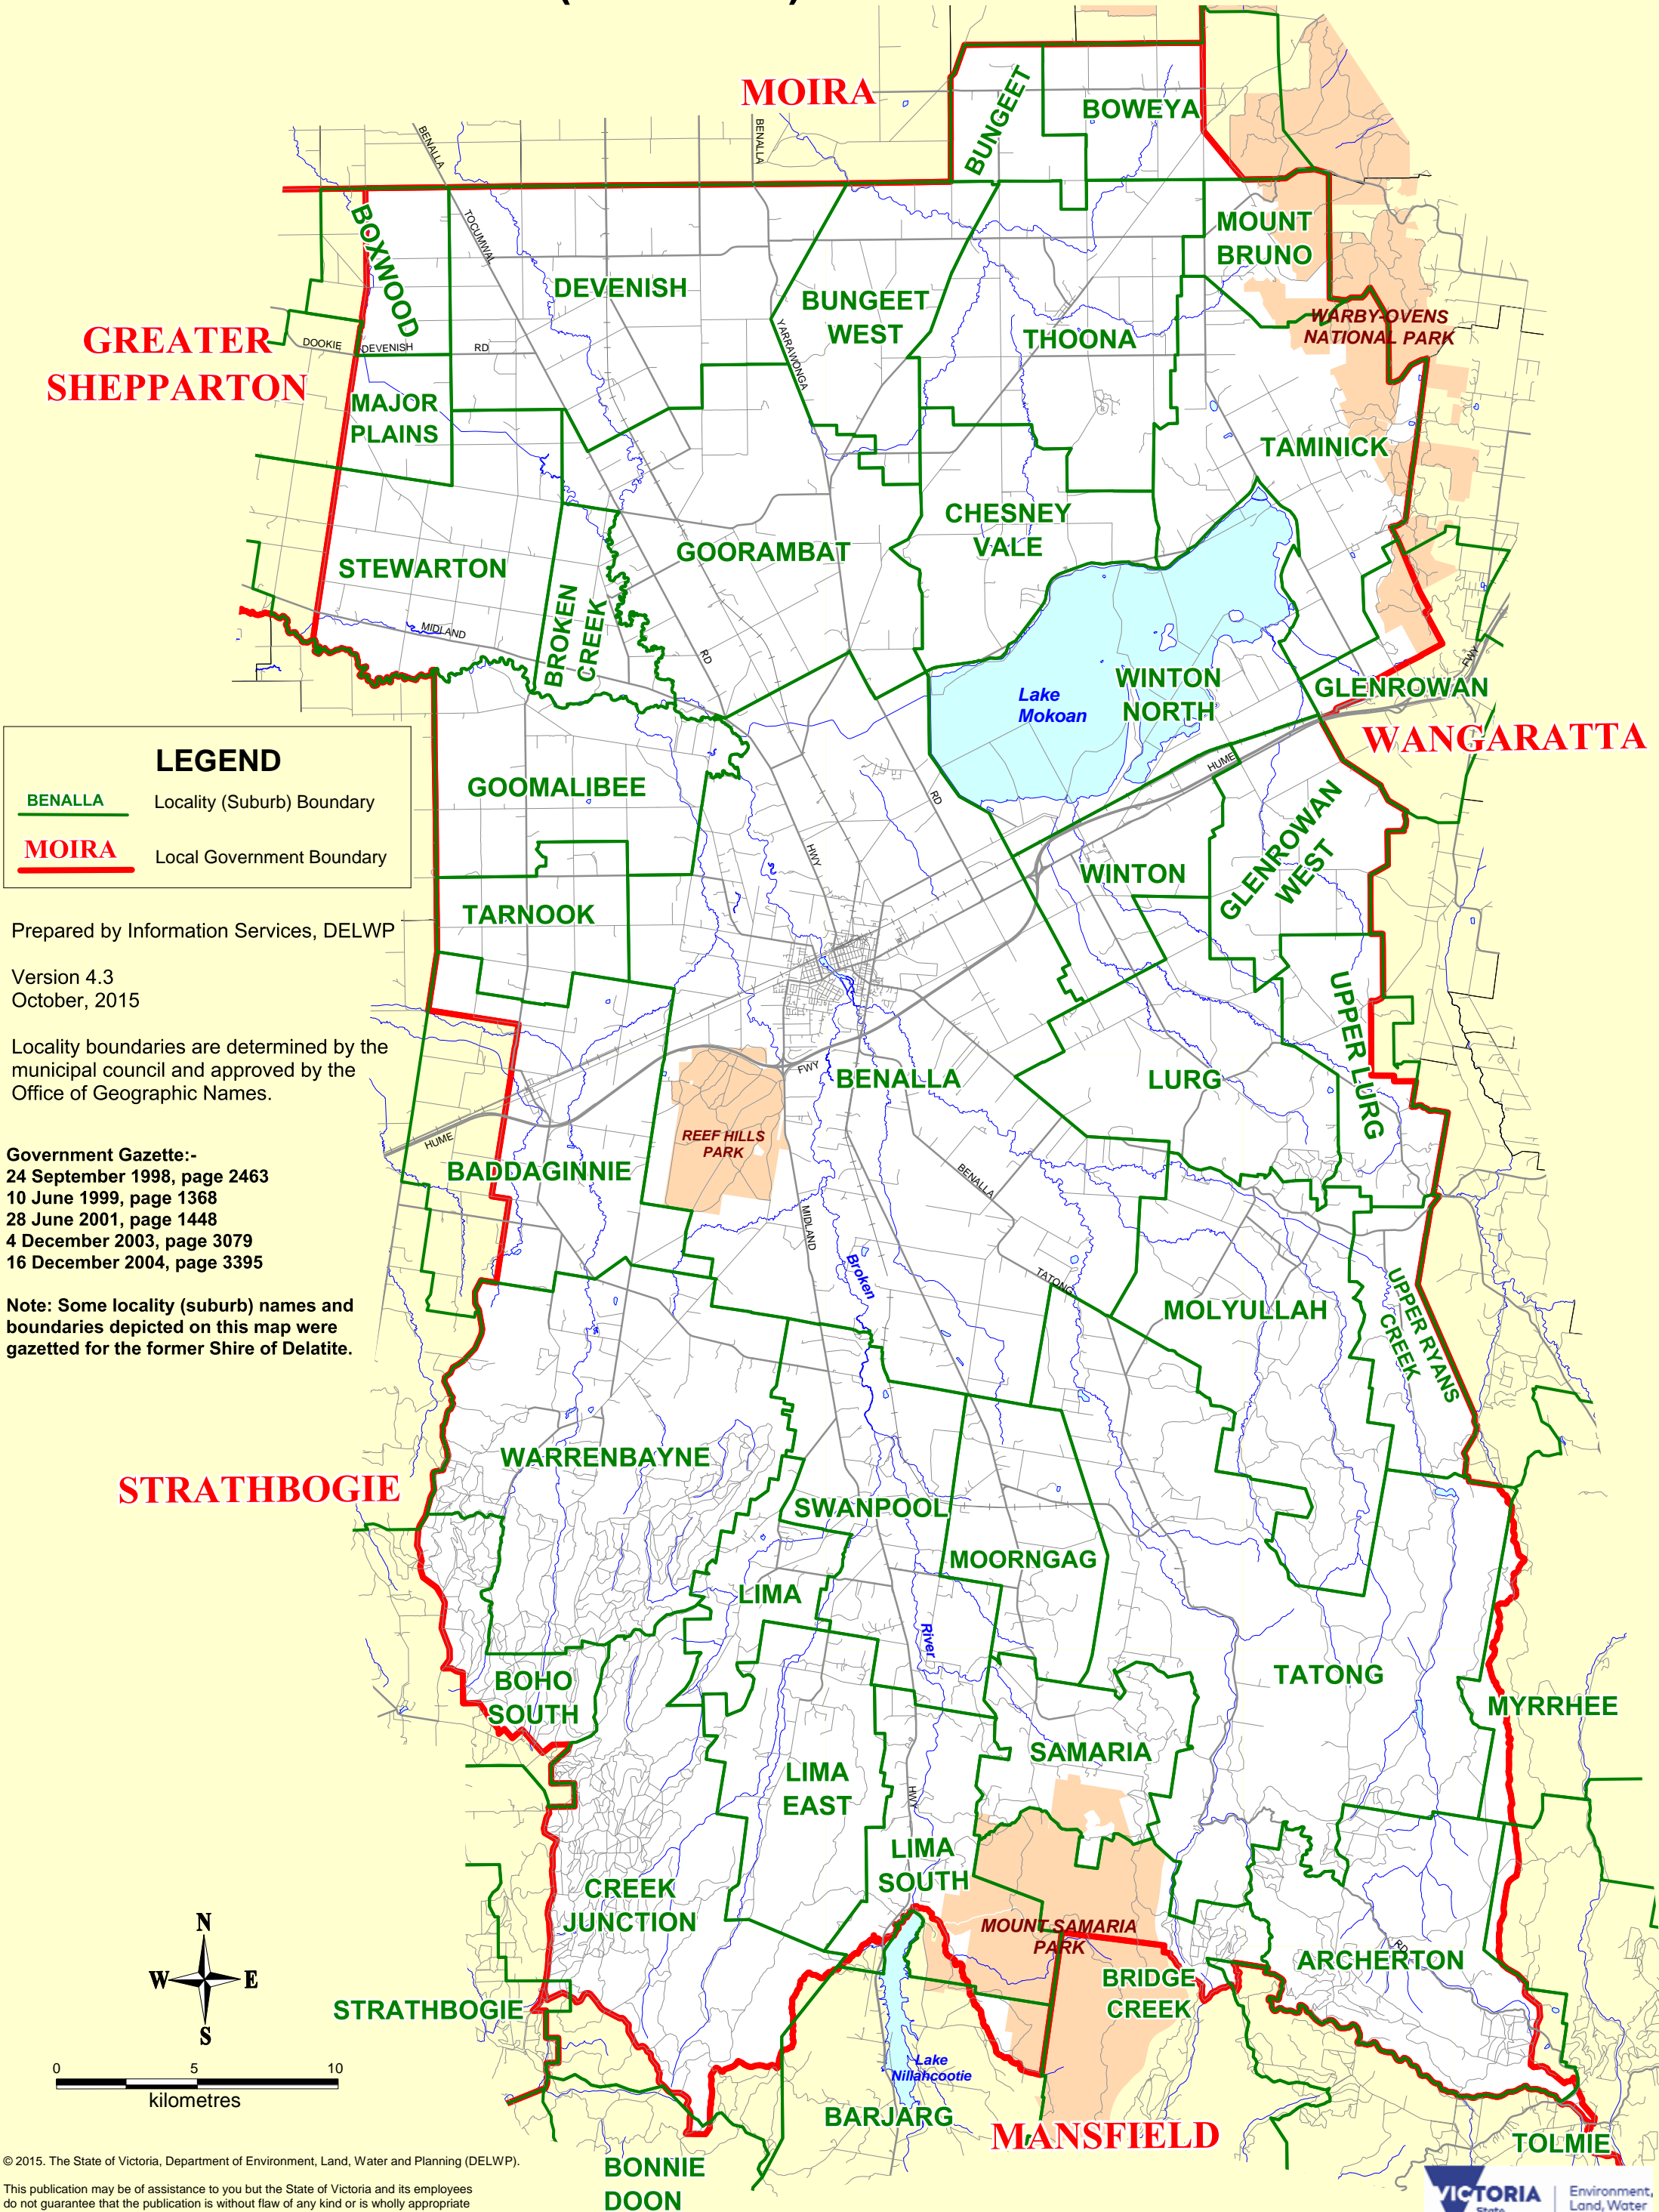 MOIRA
BUNGEET
BOWEYA
BENALLA
BENALLA
TOCUMWAL
BOXWOOD
MOUNT
BRUNO
DEVENISH
BUNGEET
WEST
THOONA
WARBY-OVENS
NATIONAL PARK
GREATER
SHEPPARTON
DOOKIE
DEVENISH
RD
YARRAWONGA
MAJOR
PLAINS
TAMINICK
CHESNEY
VALE
GOORAMBAT
STEWARTON
BROKEN
CREEK
MIDLAND
RD
FWY
WINTON
NORTH
Lake
Mokoan
GLENROWAN
WANGARATTA
HUME
LEGEND
BENALLA
Locality (Suburb) Boundary
MOIRA
Local Government Boundary
GOOMALIBEE
RD
HWY
GLENROWAN
WEST
WINTON
TARNOOK
Prepared by Information Services, DELWP
Version 4.3
October, 2015
Locality boundaries are determined by the
municipal council and approved by the
Office of Geographic Names.
UPPER LURG
FWY
BENALLA
LURG
HUME
REEF HILLS
PARK
BADDAGINNIE
BENALLA
Government Gazette:-
24 September 1998, page 2463
10 June 1999, page 1368
28 June 2001, page 1448
4 December 2003, page 3079
16 December 2004, page 3395
MIDLAND
Broken
TATONG
Note: Some locality (suburb) names and
boundaries depicted on this map were
gazetted for the former Shire of Delatite.
MOLYULLAH
UPPER RYANS
CREEK
WARRENBAYNE
STRATHBOGIE
SWANPOOL
MOORNGAG
LIMA
River
TATONG
BOHO
SOUTH
MYRRHEE
SAMARIA
LIMA
EAST
HWY
LIMA
SOUTH
CREEK
JUNCTION
MOUNT SAMARIA
PARK
RD
ARCHERTON
BRIDGE
CREEK
N
W
E
S
STRATHBOGIE
0
5
10
kilometres
Lake
Nillahcootie
BARJARG
MANSFIELD
TOLMIE
© 2015. The State of Victoria, Department of Environment, Land, Water and Planning (DELWP).
BONNIE
DOON
This publication may be of assistance to you but the State of Victoria and its employees
do not guarantee that the publication is without flaw of any kind or is wholly appropriate
VICTORIA
State
Environment,
Land, Water